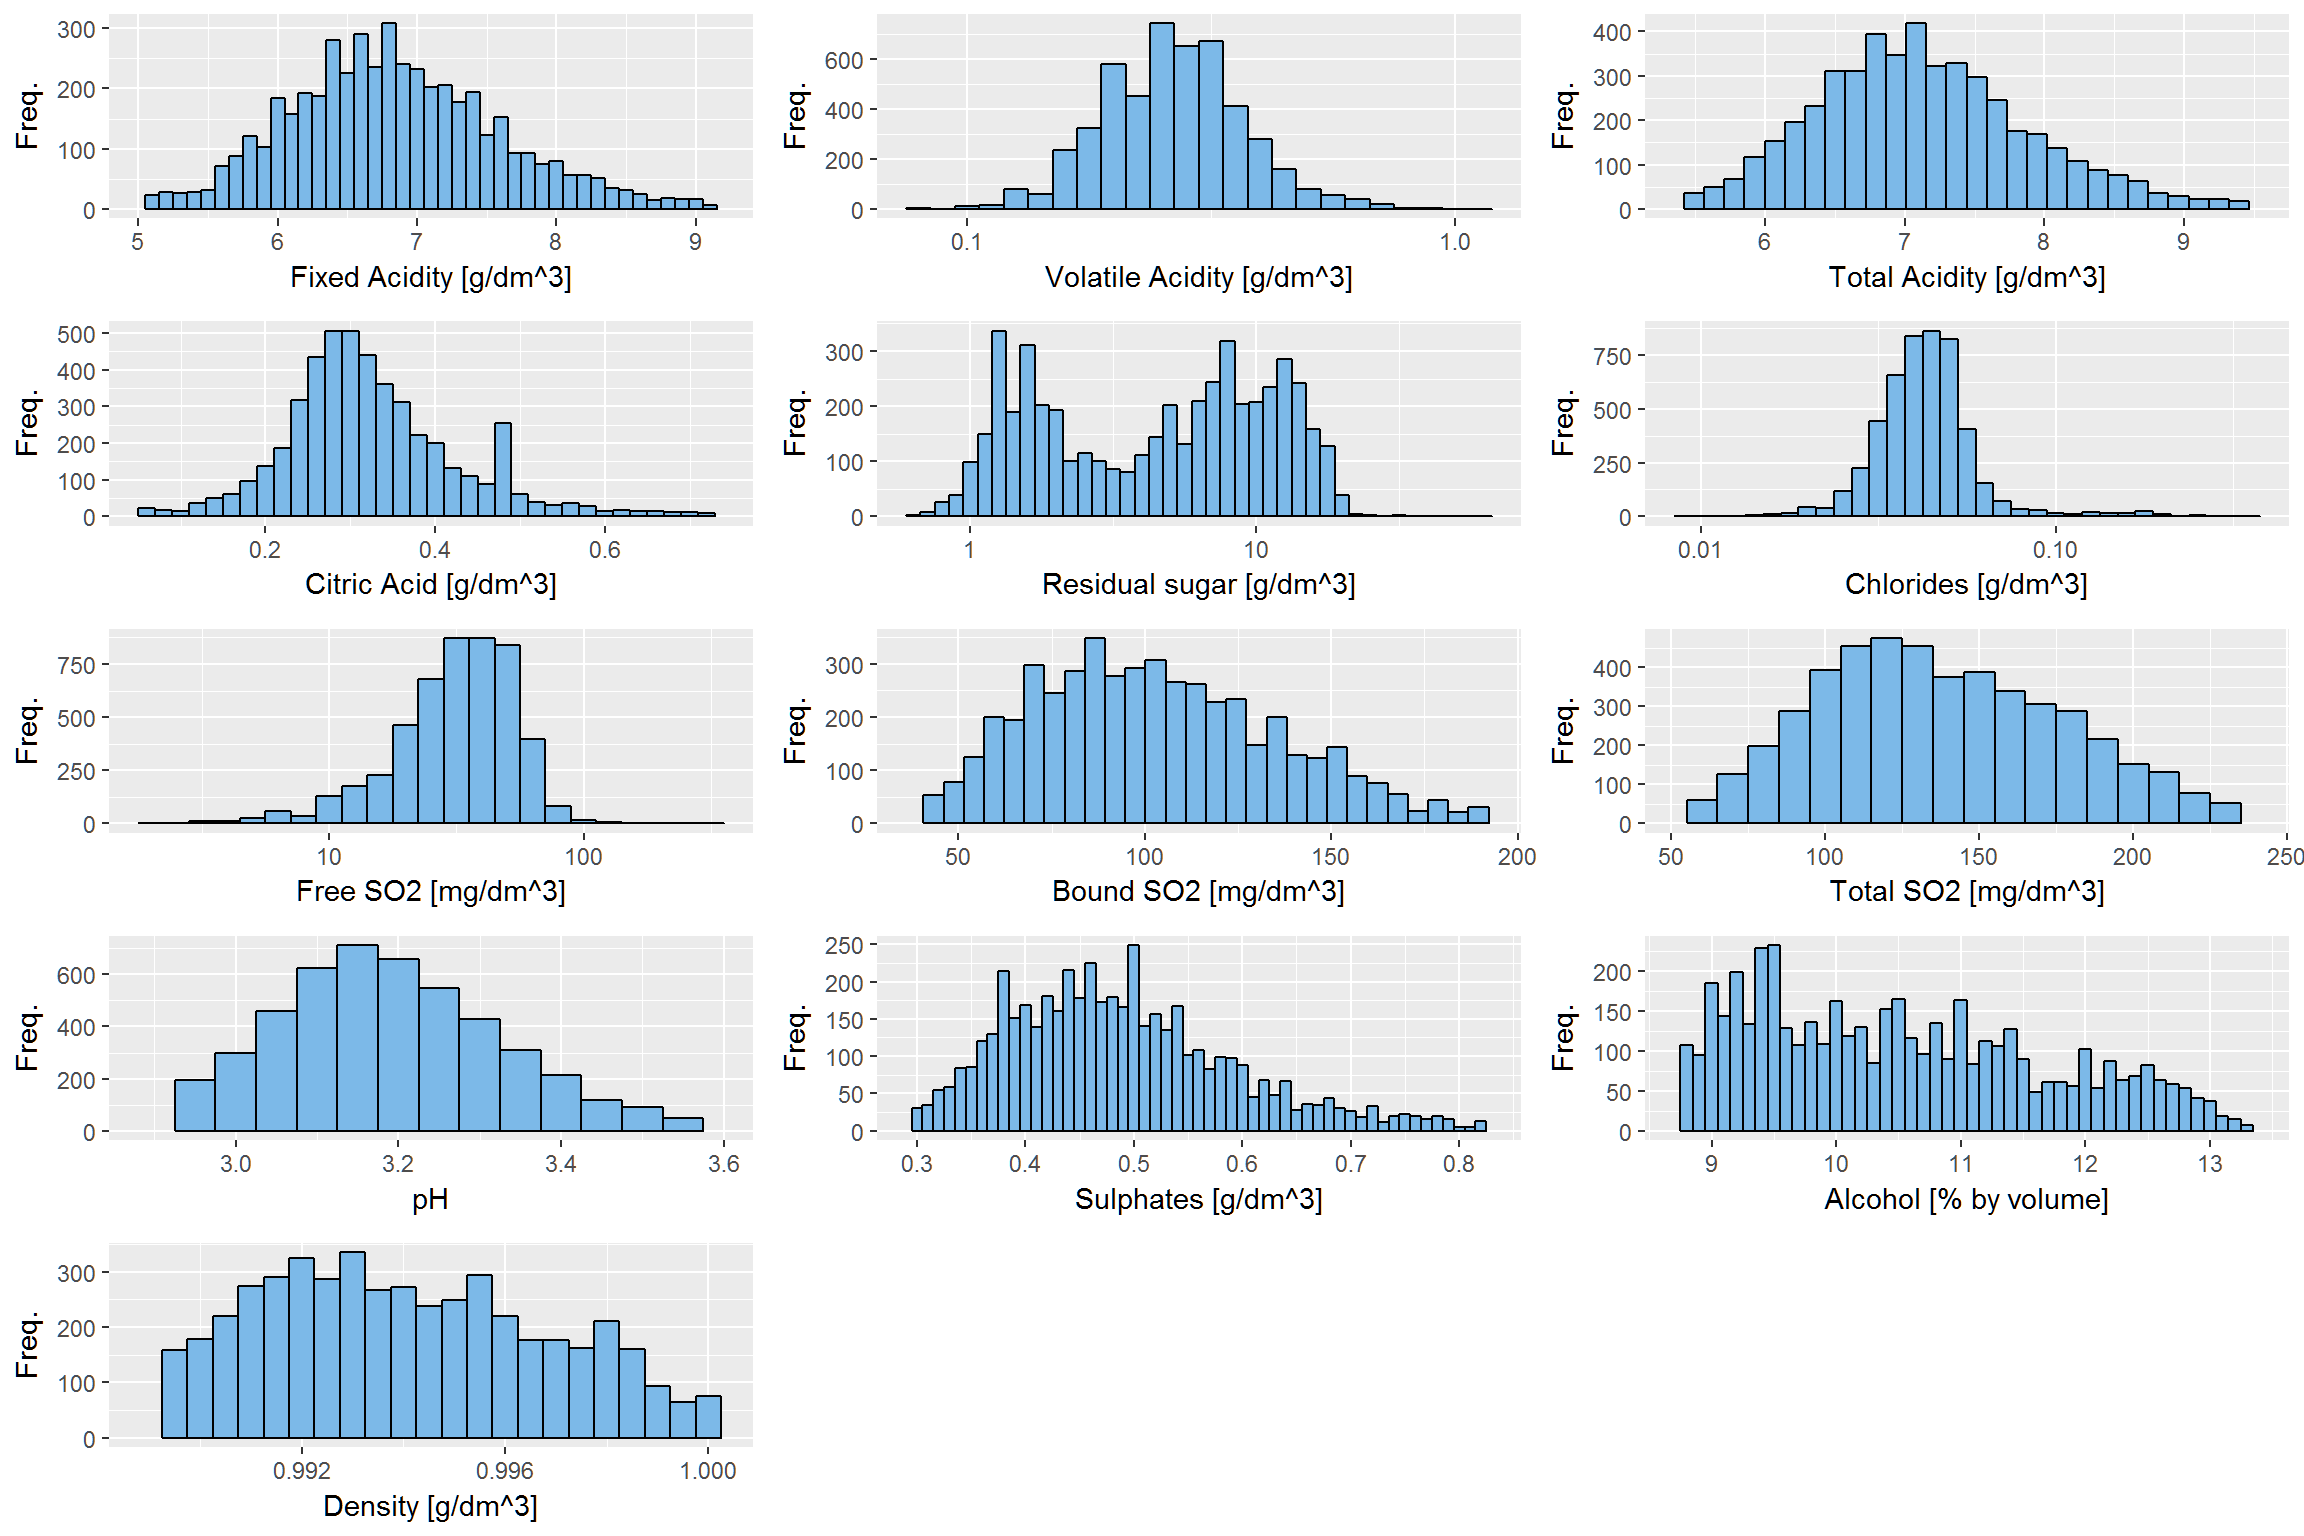 Freq.
300
200
100
0
5 6 7 8 9
Fixed Acidity [g/dm^3]
Freq.
600
400
200
0
0.1 1.0
Volatile Acidity [g/dm^3]
Freq.
400
300
200
100
0
6 7 8 9
Total Acidity [g/dm^3]
Freq.
500
400
300
200
100
0
0.2 0.4 0.6
Citric Acid [g/dm^3]
Freq.
300
200
100
0
1 10
Residual sugar [g/dm^3]
Freq.
750
500
250
0
0.01 0.10
Chlorides [g/dm^3]
Freq.
750
500
250
0
10 100
Free SO2 [mg/dm^3]
Freq.
300
200
100
0
50 100 150 200
Bound SO2 [mg/dm^3]
Freq.
400
300
200
100
0
50 100 150 200 250
Total SO2 [mg/dm^3]
Freq.
600
400
200
0
3.0 3.2 3.4 3.6
pH
Freq.
250
200
150
100
50
0
0.3 0.4 0.5 0.6 0.7 0.8
Sulphates [g/dm^3]
Freq.
200
150
100
50
0
9 10 11 12 13
Alcohol [% by volume]
Freq.
300
200
100
0
0.992 0.996 1.000
Density [g/dm^3]